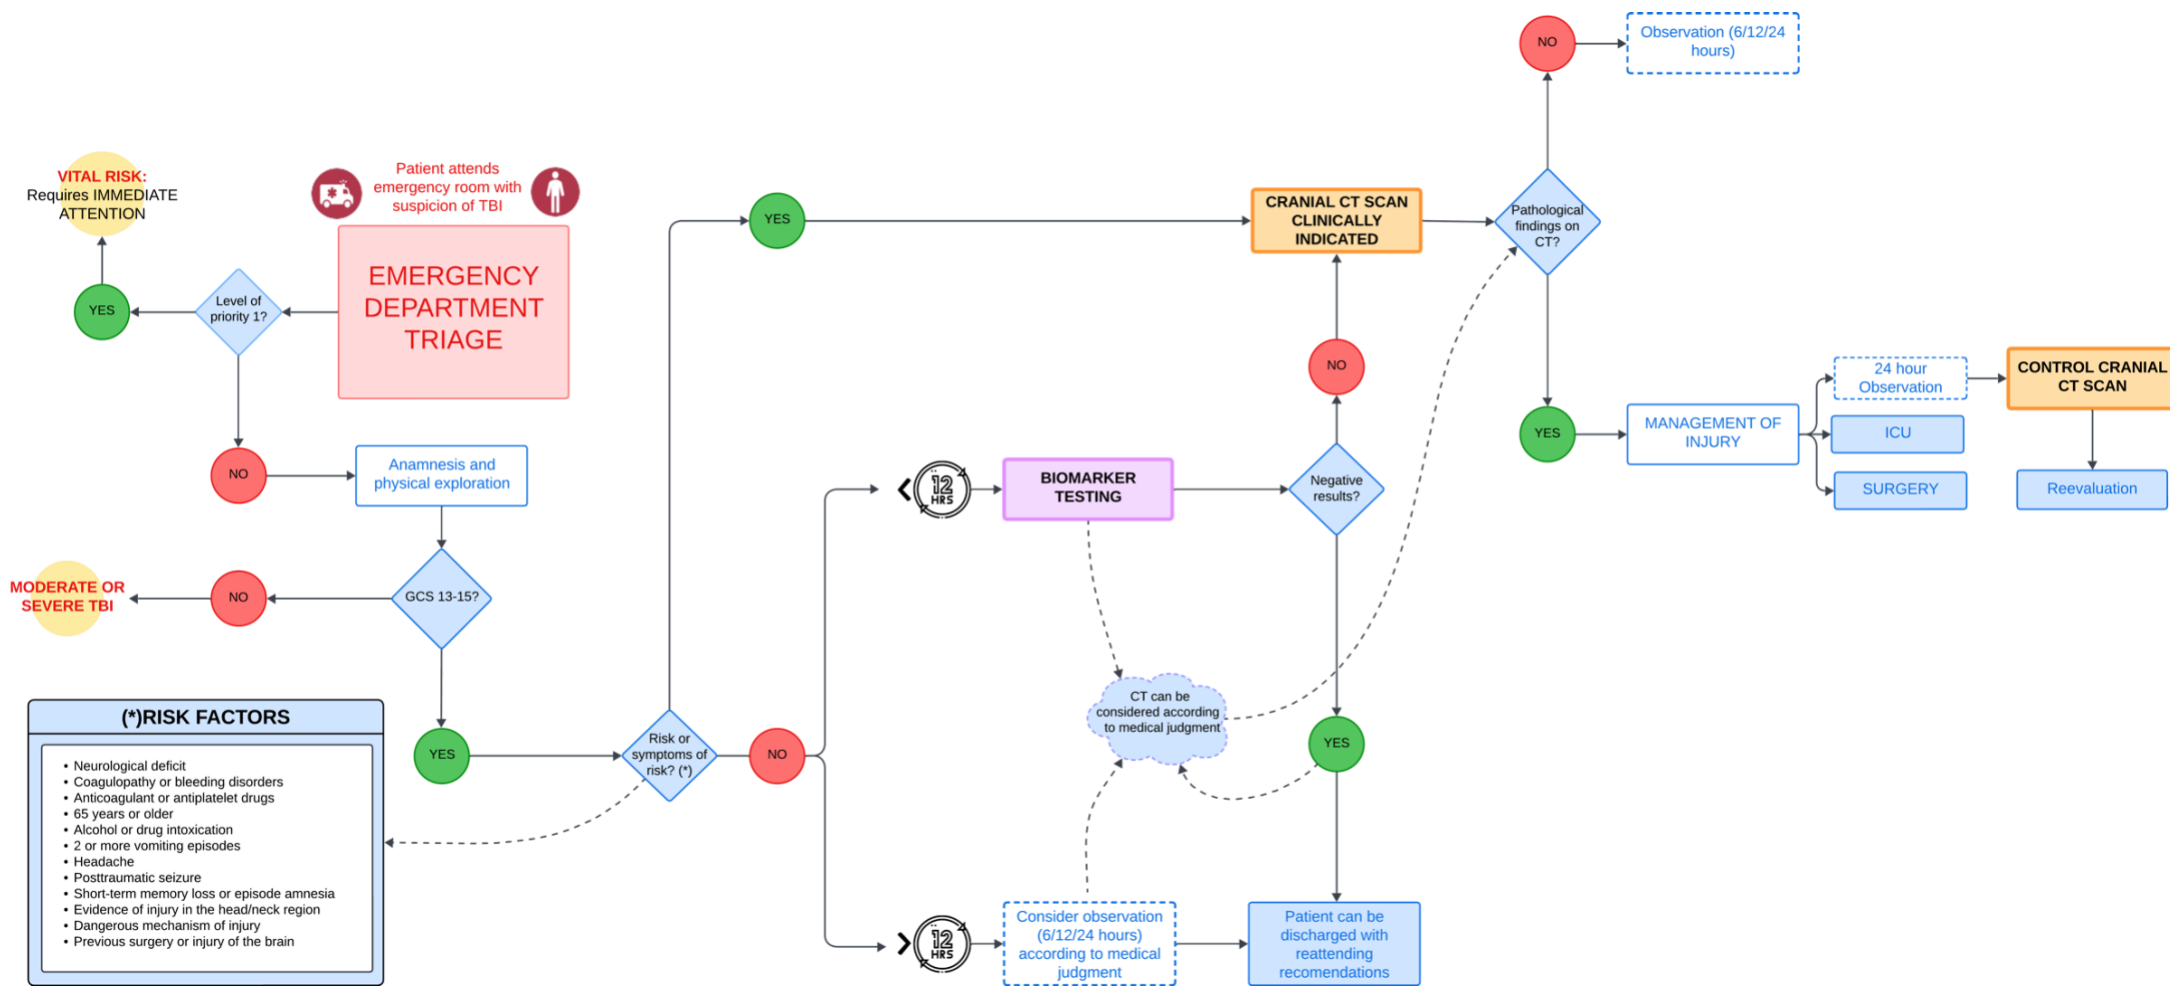 NO
Observation (6/12/24
hours)
VITAL RISK:
Requires IMMEDIATE
ATTENTION
Patient attends
emergency room with
suspicion of TBI
EMERGENCY
DEPARTMENT
TRIAGE
YES
Level of
priority 1?
YES
CRANIAL CT SCAN
CLINICALLY
INDICATED
Pathological
findings on
CT?
NO
Anamnesis and
physical exploration
MODERATE OR
SEVERE TBI
NO
GCS 13-15?
YES
Risk or
symptoms of
risk? (*)
NO
(*)RISK FACTORS
• Neurological deficit
• Coagulopathy or bleeding disorders
• Anticoagulant or antiplatelet drugs
• 65 years or older
• Alcohol or drug intoxication
• 2 or more vomiting episodes
• Headache
• Posttraumatic seizure
• Short-term memory loss or episode amnesia
• Evidence of injury in the head/neck region
• Dangerous mechanism of injury
• Previous surgery or injury of the brain
< 12
HRS
BIOMARKER
TESTING
Negative
results?
NO
YES
CT can be
considered according
to medical judgment
> 12
HRS
Consider observation
(6/12/24 hours)
according to medical
judgment
Patient can be
discharged with
reattending
recomendations
YES
MANAGEMENT OF
INJURY
24 hour
Observation
ICU
SURGERY
CONTROL CRANIAL
CT SCAN
Reevaluation